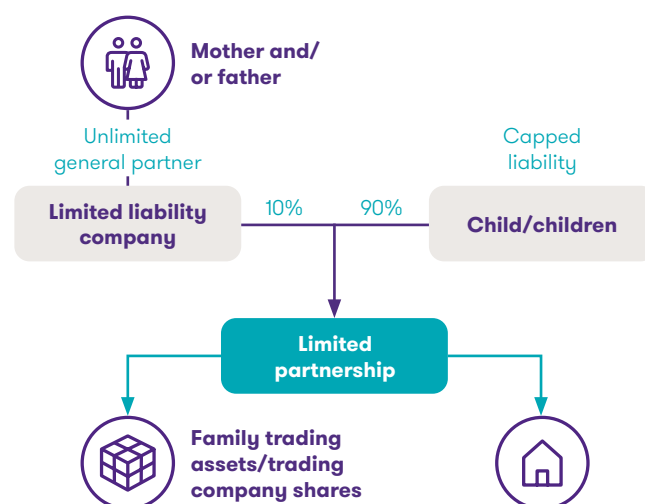 Mother and/
or father
Unlimited
general partner
Capped
liability
Limited liability
company
10%
90%
Child/children
Limited
partnership
Family trading
assets/trading
company shares